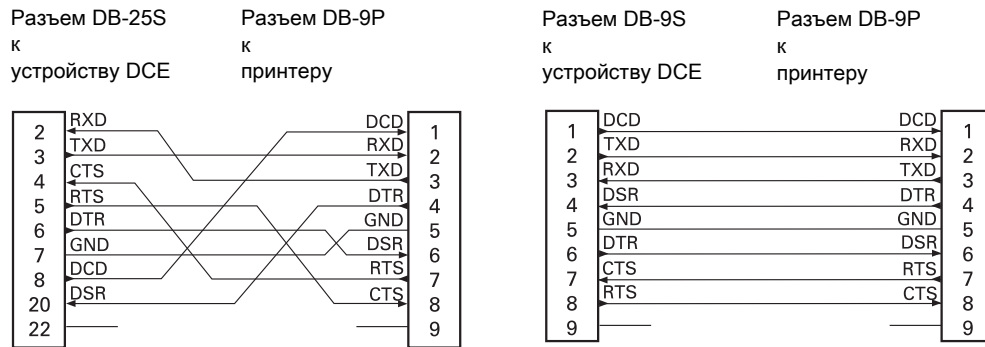 Разъем DB-25S
к
устройству DCE
Разъем DB-9P
к
принтеру
2
3
4
5
6
7
8
20
22
RXD
TXD
CTS
RTS
DTR
GND
DCD
DSR
DCD
RXD
TXD
DTR
GND
DSR
RTS
CTS
1
2
3
4
5
6
7
8
9
Разъем DB-9S
к
устройству DCE
Разъем DB-9P
к
принтеру
1
2
3
4
5
6
7
8
9
DCD
TXD
RXD
DSR
GND
DTR
CTS
RTS
DCD
RXD
TXD
DTR
GND
DSR
RTS
CTS
1
2
3
4
5
6
7
8
9